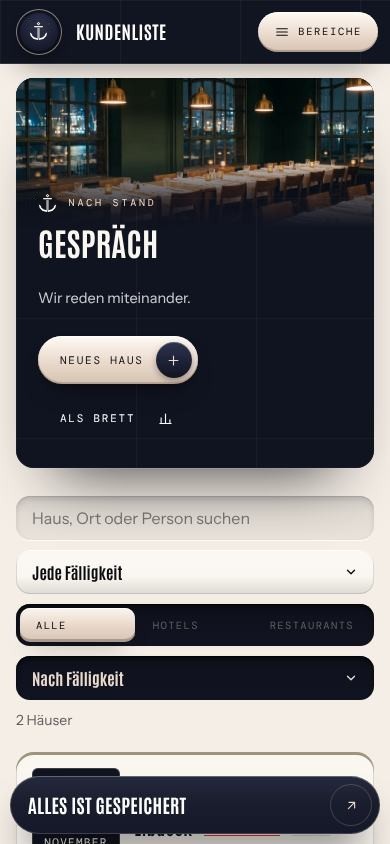 KUNDENLISTE
BEREICHE
NACH STAND
GESPRÄCH
Wir reden miteinander.
NEUES HAUS
ALS BRETT
Haus, Ort oder Person suchen
Jede Fälligkeit
ALLE
HOTELS
RESTAURANTS
Nach Fälligkeit
2 Häuser
ALLES IST GESPEICHERT
NOVEMBER